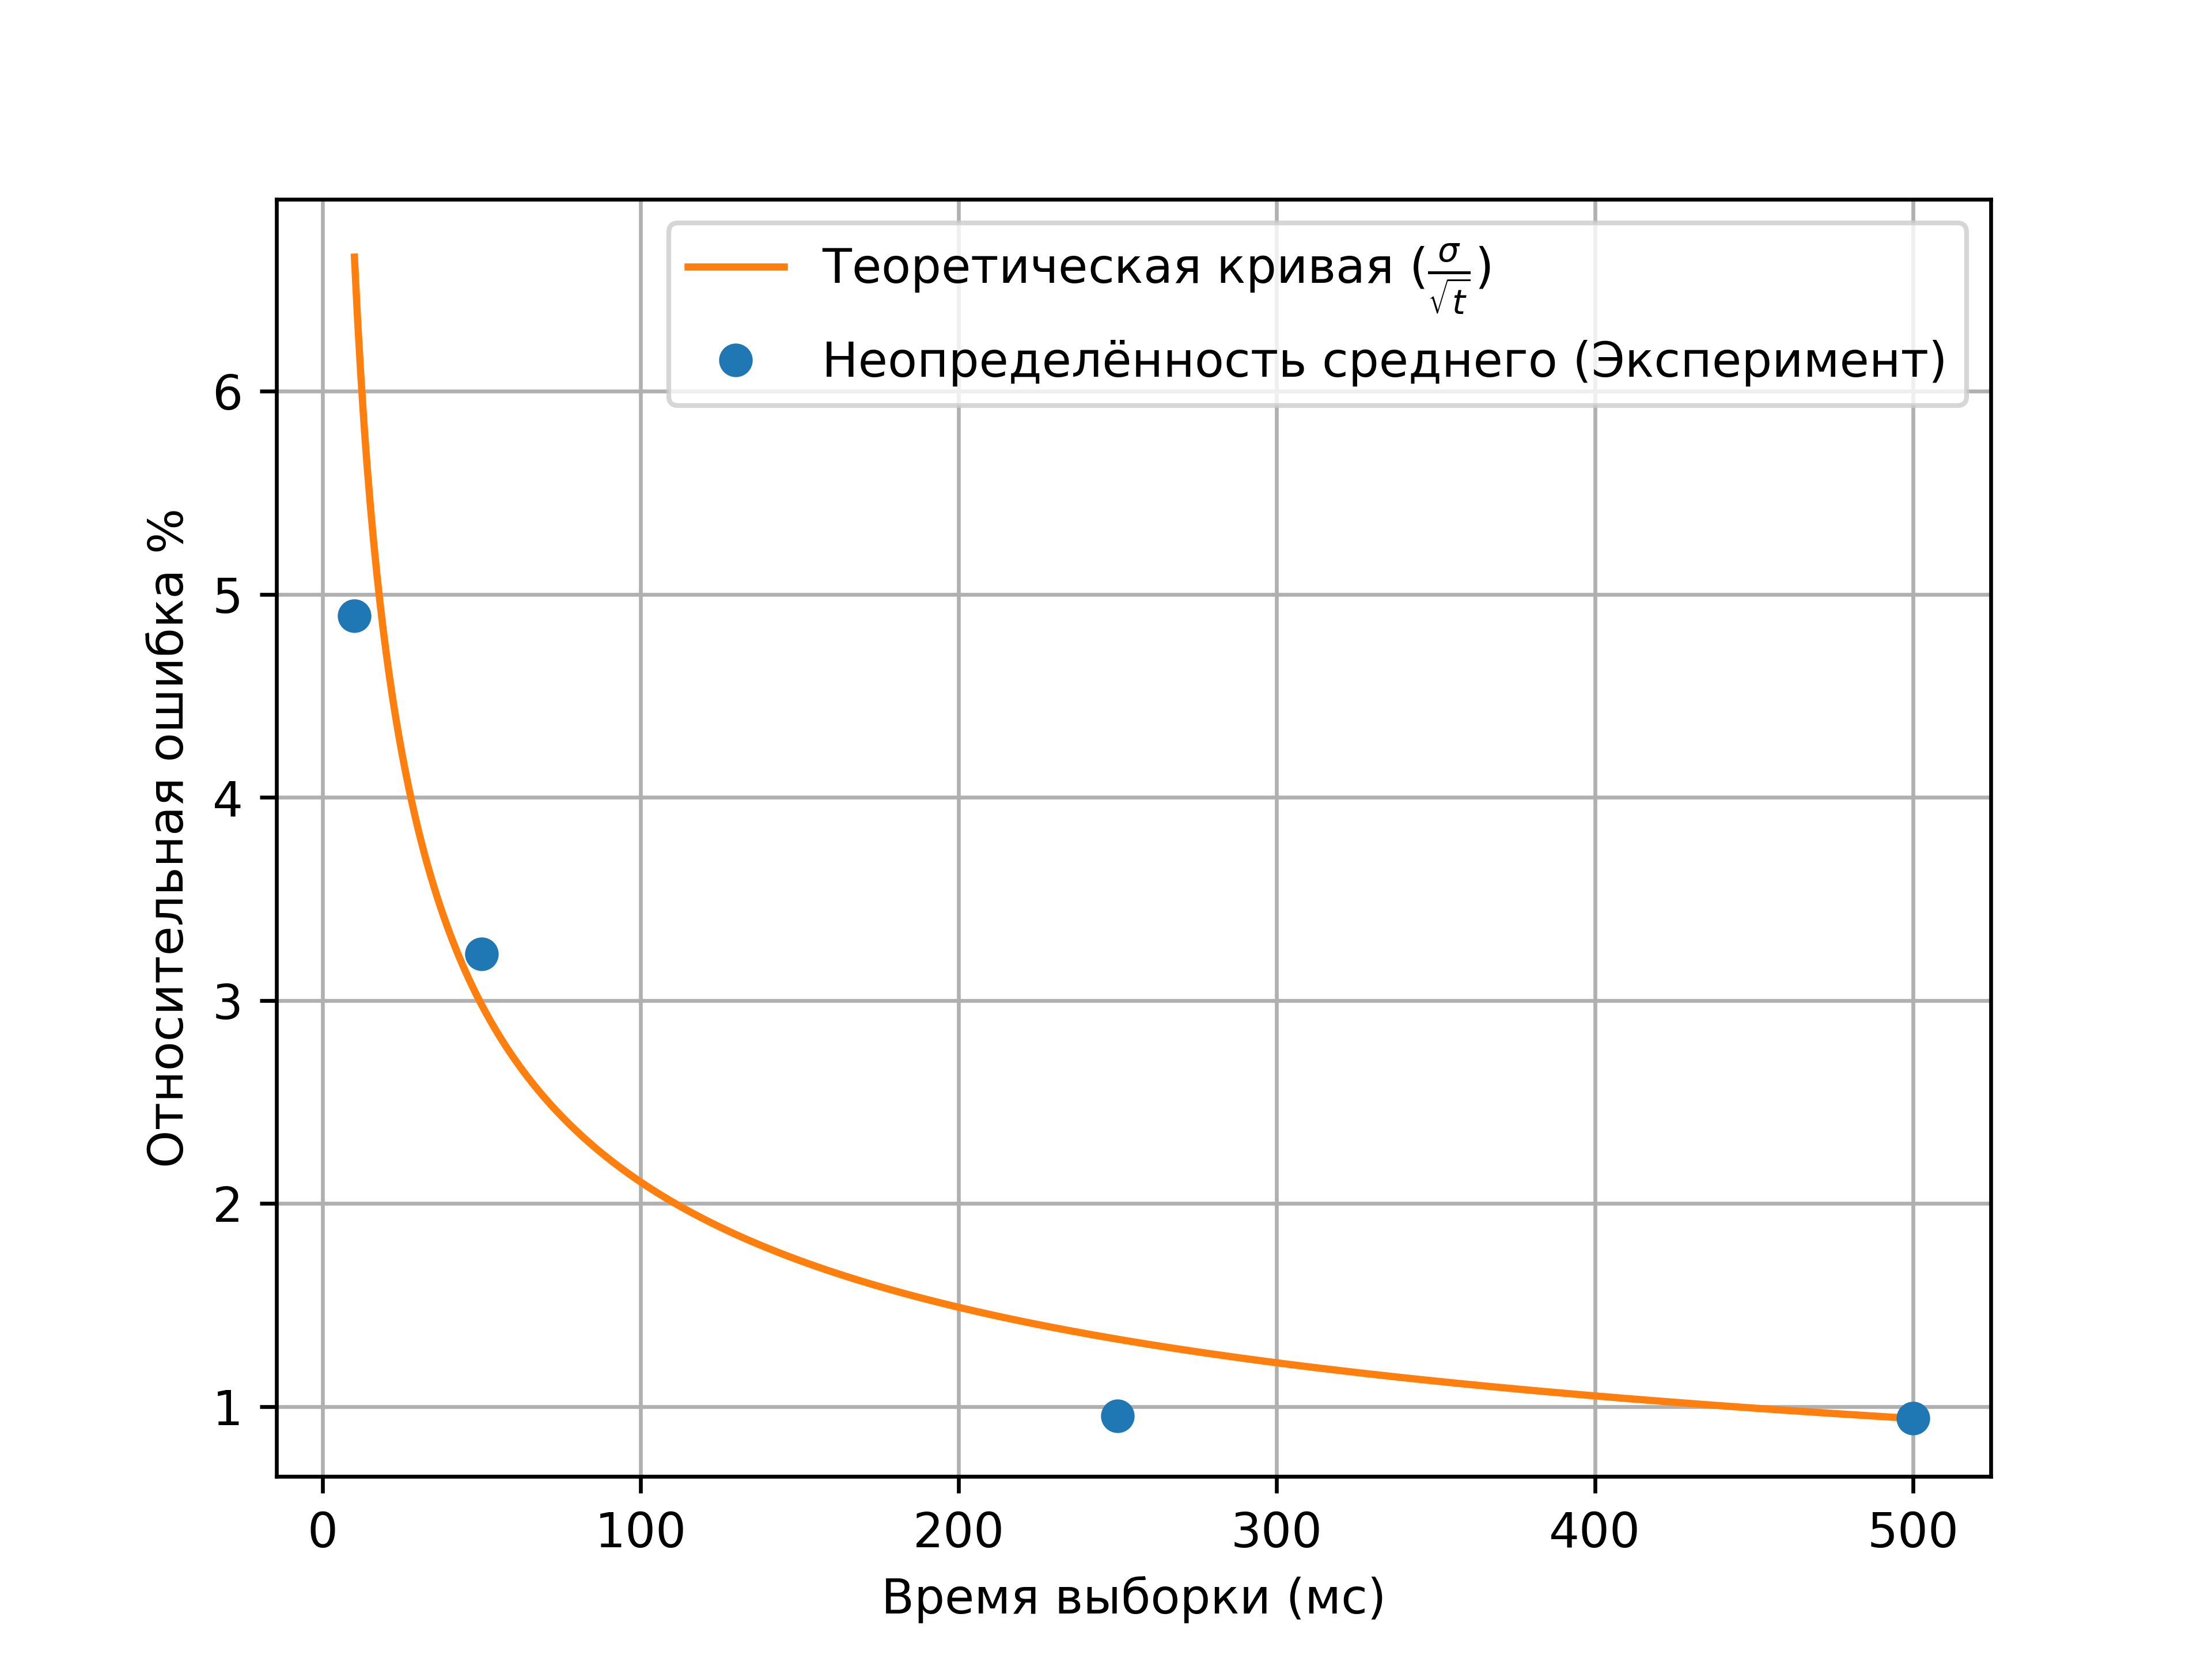 Теоретическая кривая (σ/√t)
Неопределённость среднего (Эксперимент)
Относительная ошибка %
6
5
4
3
2
1
0 100 200 300 400 500
Время выборки (мс)